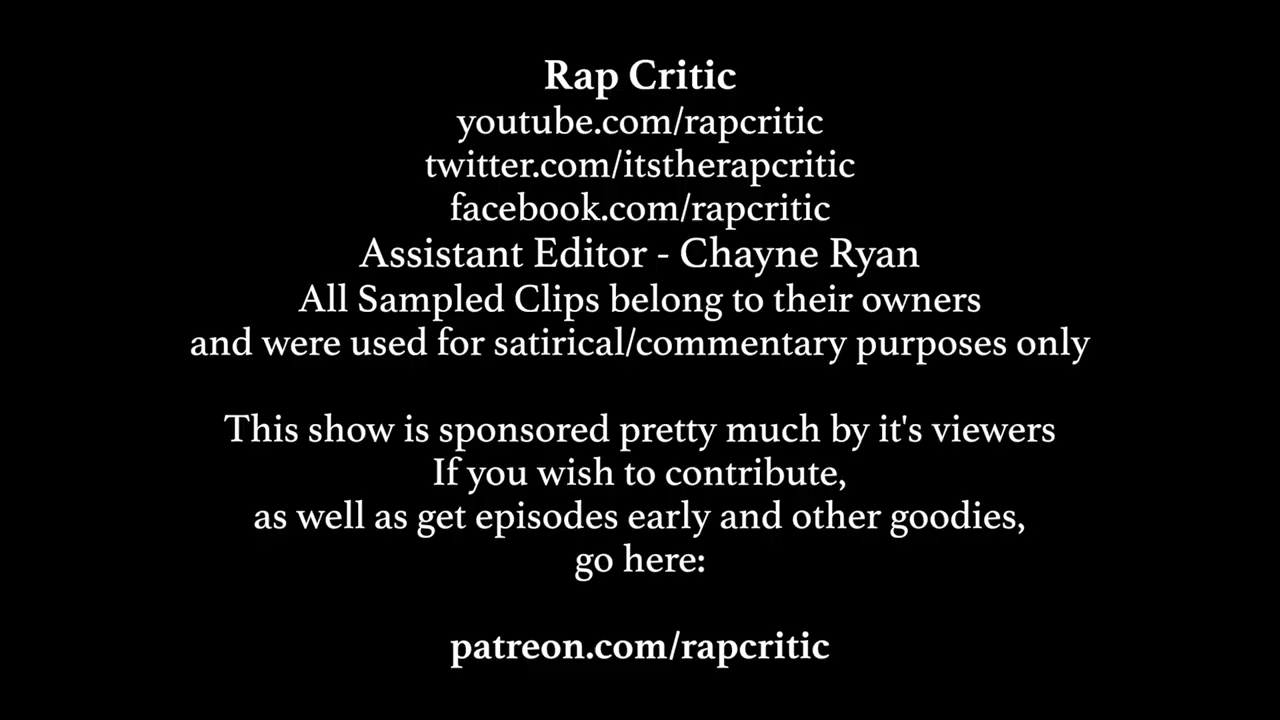 Rap Critic
youtube.com/rapcritic
twitter.com/itstherapcritic
facebook.com/rapcritic
Assistant Editor - Chayne Ryan
All Sampled Clips belong to their owners
and were used for satirical/commentary purposes only
This show is sponsored pretty much by it's viewers
If you wish to contribute,
as well as get episodes early and other goodies,
go here:
patreon.com/rapcritic